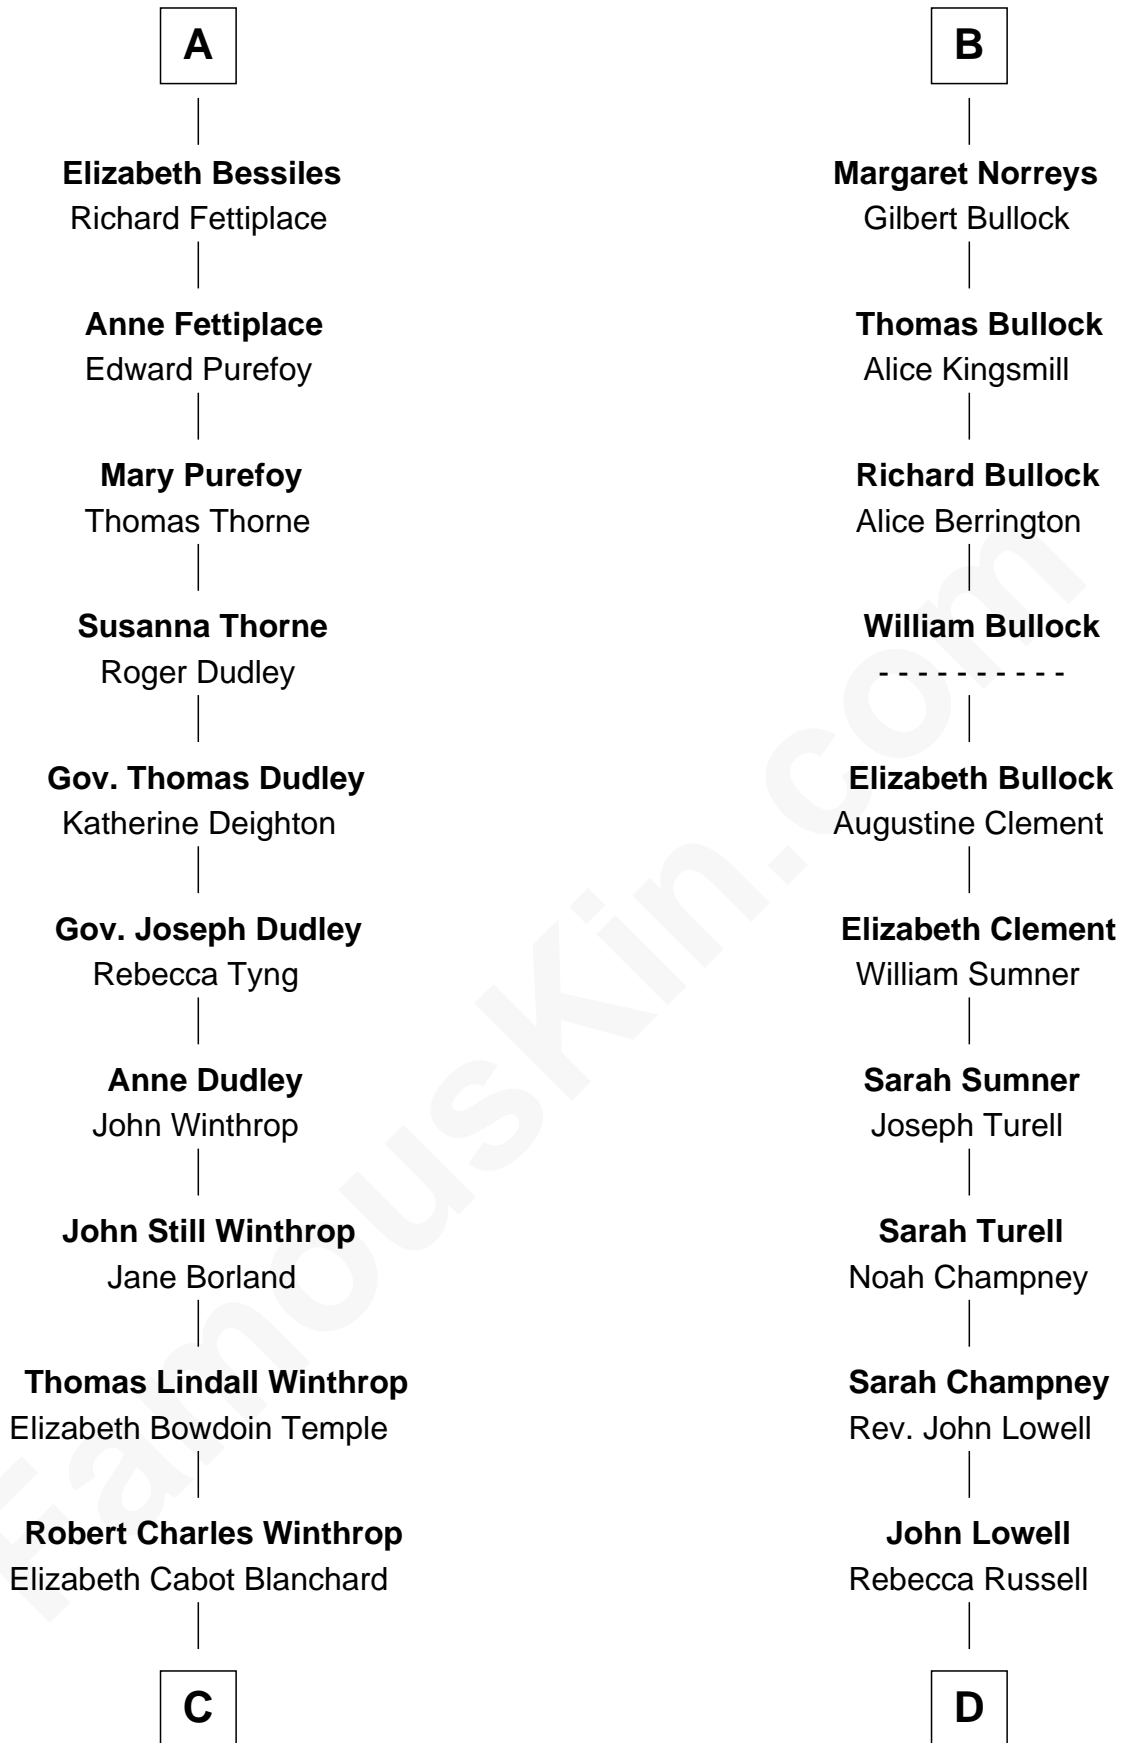 A
Elizabeth Bessiles
Richard Fettiplace
Anne Fettiplace
Edward Purefoy
Mary Purefoy
Thomas Thorne
Susanna Thorne
Roger Dudley
Gov. Thomas Dudley
Katherine Deighton
Gov. Joseph Dudley
Rebecca Tyng
Anne Dudley
John Winthrop
John Still Winthrop
Jane Borland
Thomas Lindall Winthrop
Elizabeth Bowdoin Temple
Robert Charles Winthrop
Elizabeth Cabot Blanchard
C
B
Margaret Norreys
Gilbert Bullock
Thomas Bullock
Alice Kingsmill
Richard Bullock
Alice Berrington
William Bullock
- - - - - - - - - -
Elizabeth Bullock
Augustine Clement
Elizabeth Clement
William Sumner
Sarah Sumner
Joseph Turell
Sarah Turell
Noah Champney
Sarah Champney
Rev. John Lowell
John Lowell
Rebecca Russell
D
FamousKin.com